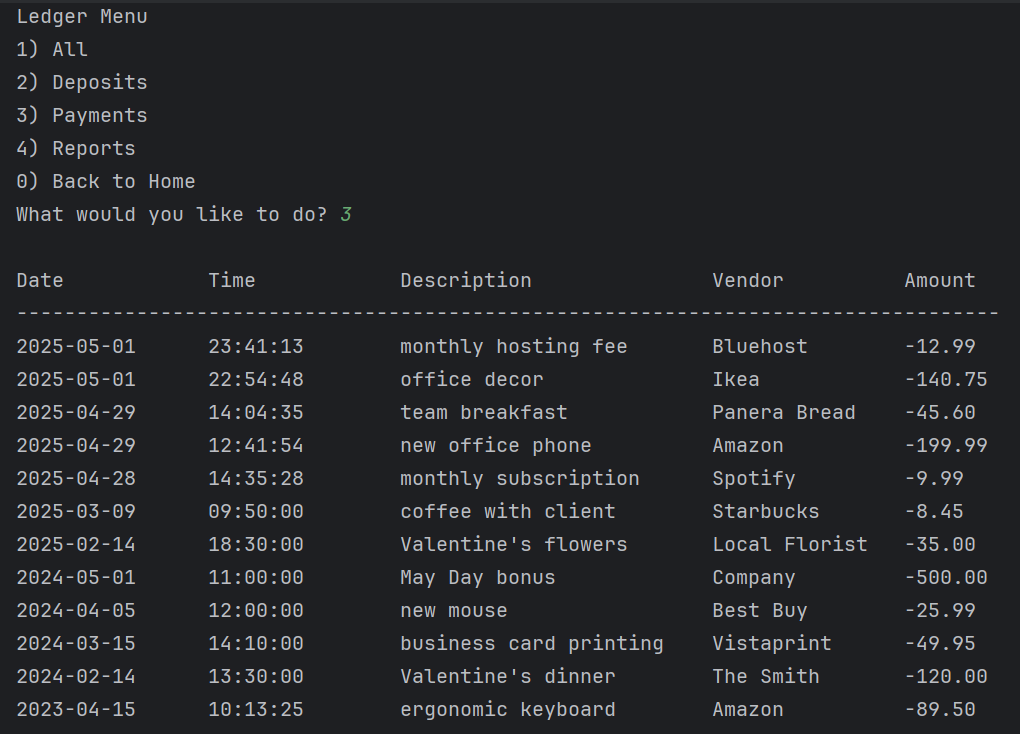 Ledger Menu
1) All
2) Deposits
3) Payments
4) Reports
0) Back to Home
What would you like to do? 3
Date Time Description Vendor Amount
----------------------------------------------------------------------------------
2025-05-01 23:41:13 monthly hosting fee Bluehost -12.99
2025-05-01 22:54:48 office decor Ikea -140.75
2025-04-29 14:04:35 team breakfast Panera Bread -45.60
2025-04-29 12:41:54 new office phone Amazon -199.99
2025-04-28 14:35:28 monthly subscription Spotify -9.99
2025-03-09 09:50:00 coffee with client Starbucks -8.45
2025-02-14 18:30:00 Valentine's flowers Local Florist -35.00
2024-05-01 11:00:00 May Day bonus Company -500.00
2024-04-05 12:00:00 new mouse Best Buy -25.99
2024-03-15 14:10:00 business card printing Vistaprint -49.95
2024-02-14 13:30:00 Valentine's dinner The Smith -120.00
2023-04-15 10:13:25 ergonomic keyboard Amazon -89.50